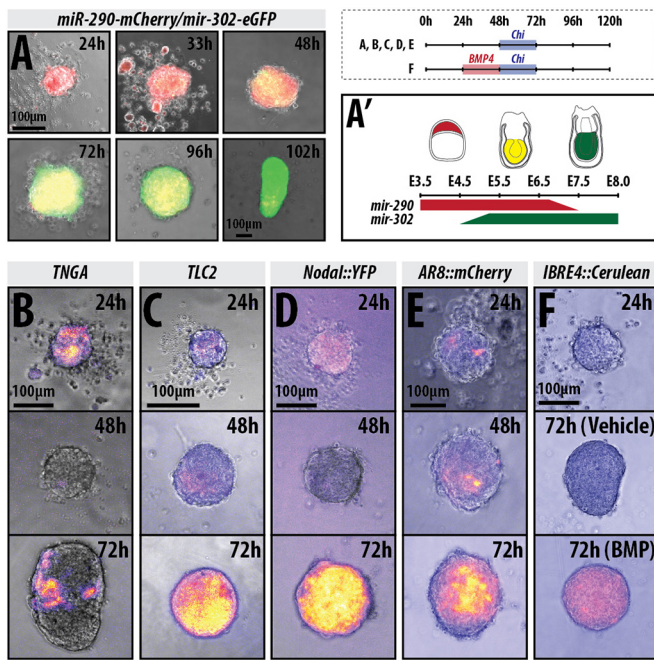 miR-290-mCherry/mir-302-eGFP
A
24h
33h
48h
100µm
72h
96h
102h
100µm
0h 24h 48h 72h 96h 120h
A, B, C, D, E
Chi
F
BMP4
Chi
A'
E3.5 E4.5 E5.5 E6.5 E7.5 E8.0
mir-290
mir-302
TNGA
TLC2
Nodal::YFP
AR8::mCherry
IBRE4::Cerulean
B
24h
100µm
C
24h
100µm
D
24h
100µm
E
24h
100µm
F
24h
100µm
48h
48h
48h
48h
72h (Vehicle)
72h
72h
72h
72h
72h (BMP)